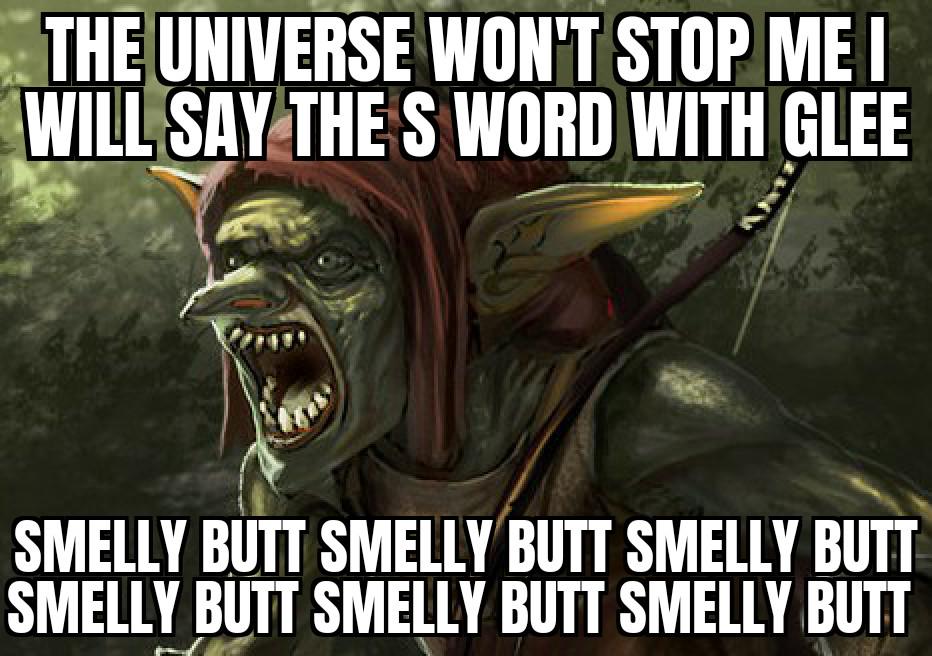 THE UNIVERSE WON'T STOP ME I
WILL SAY THE S WORD WITH GLEE
SMELLY BUTT SMELLY BUTT SMELLY BUTT
SMELLY BUTT SMELLY BUTT SMELLY BUTT